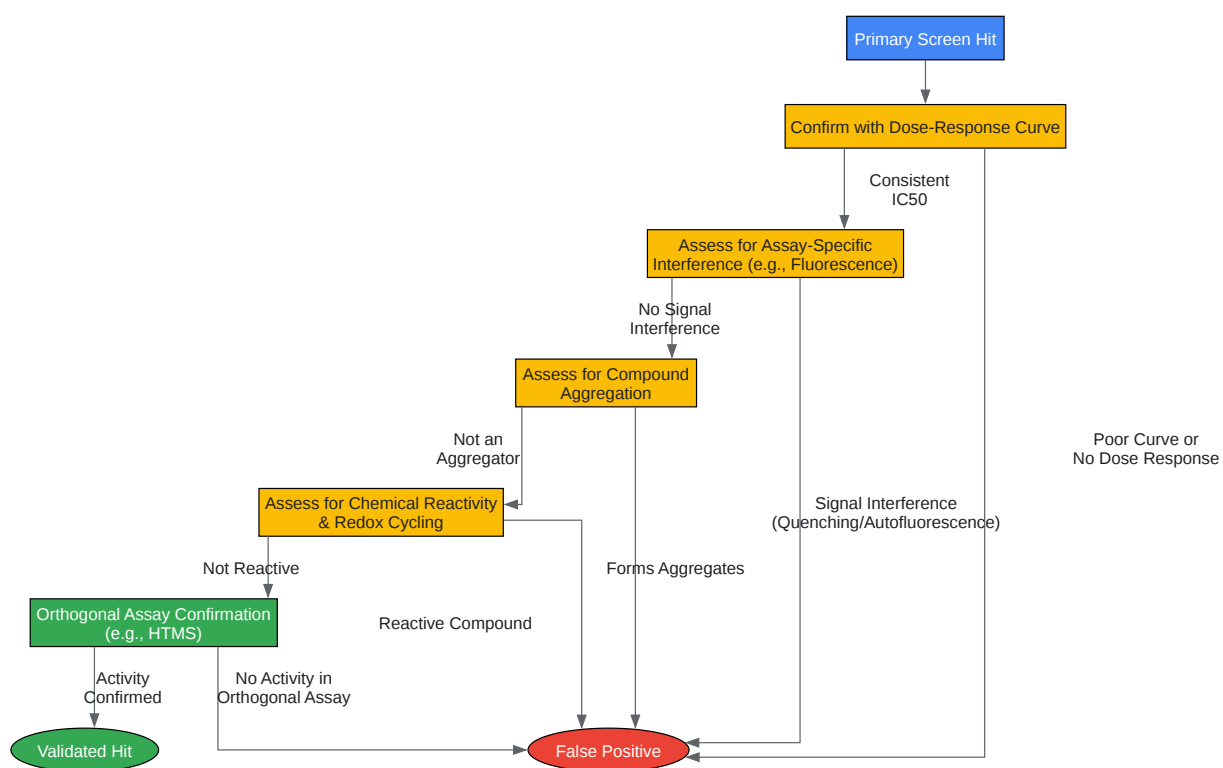 Primary Screen Hit
Confirm with Dose-Response Curve
Consistent
IC50
Assess for Assay-Specific
Interference (e.g., Fluorescence)
No Signal
Interference
Assess for Compound
Aggregation
Not an
Aggregator
Poor Curve or
No Dose Response
Assess for Chemical Reactivity
& Redox Cycling
Signal Interference
(Quenching/Autofluorescence)
Not Reactive
Forms Aggregates
Orthogonal Assay Confirmation
(e.g., HTMS)
Reactive Compound
Activity
Confirmed
No Activity in
Orthogonal Assay
Validated Hit
False Positive